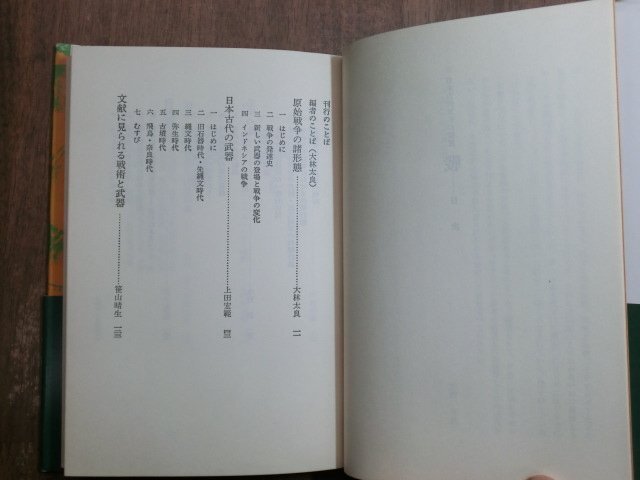 刊行のことば
編者のことば（大林太良）
原始戦争の諸形態……………………大林太良 一一
一 はじめに
二 戦争の発達史
三 新しい武器の登場と戦争の変化
四 インドネシアの戦争
日本古代の武器……………………上田宏範
一 はじめに
二 旧石器時代・先縄文時代
三 縄文時代
四 弥生時代
五 古墳時代
六 飛鳥・奈良時代
七 むすび
文献に見られる戦術と武器……………………笹山晴生